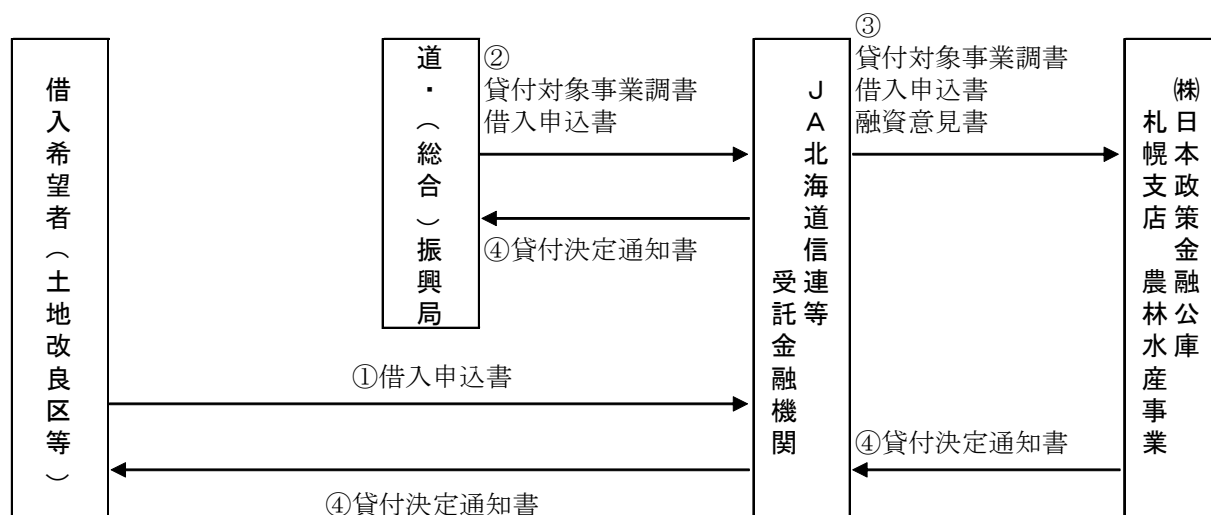 借入希望者（土地改良区等）
道・（総合）振興局
②
貸付対象事業調書
借入申込書
④貸付決定通知書
①借入申込書
④貸付決定通知書
ＪＡ北海道信連等
受託金融機関
③
貸付対象事業調書
借入申込書
融資意見書
④貸付決定通知書
㈱日本政策金融公庫
札幌支店　農林水産事業